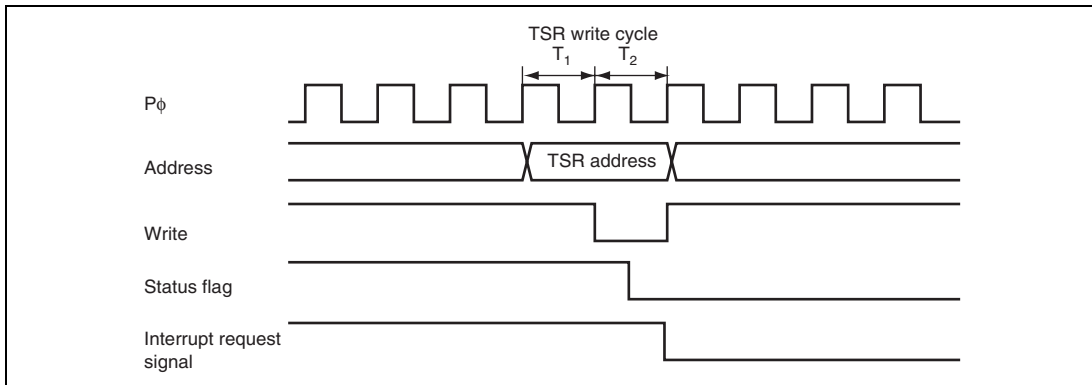 TSR write cycle
T1 T2
Pϕ
Address
TSR address
Write
Status flag
Interrupt request
signal